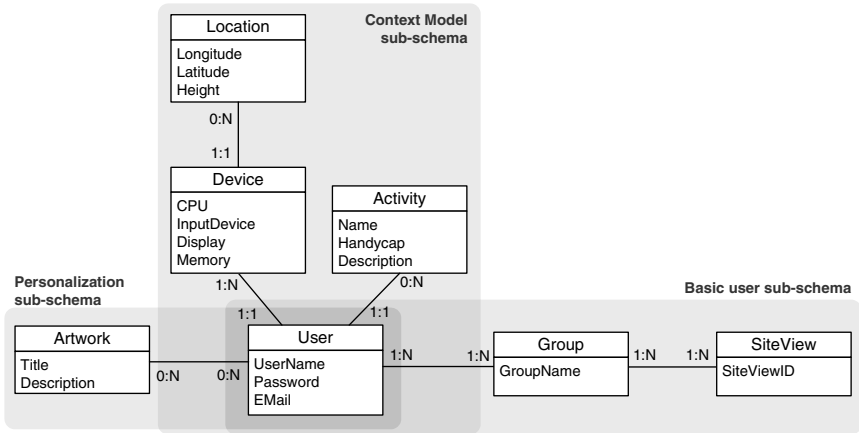 Context Model
sub-schema
Location
Longitude
Latitude
Height
0:N
1:1
Device
CPU
InputDevice
Display
Memory
Activity
Name
Handycap
Description
1:N
0:N
1:1
1:1
Personalization
sub-schema
Basic user sub-schema
Artwork
Title
Description
0:N
0:N
User
UserName
Password
EMail
1:N
1:N
Group
GroupName
1:N
1:N
SiteView
SiteViewID